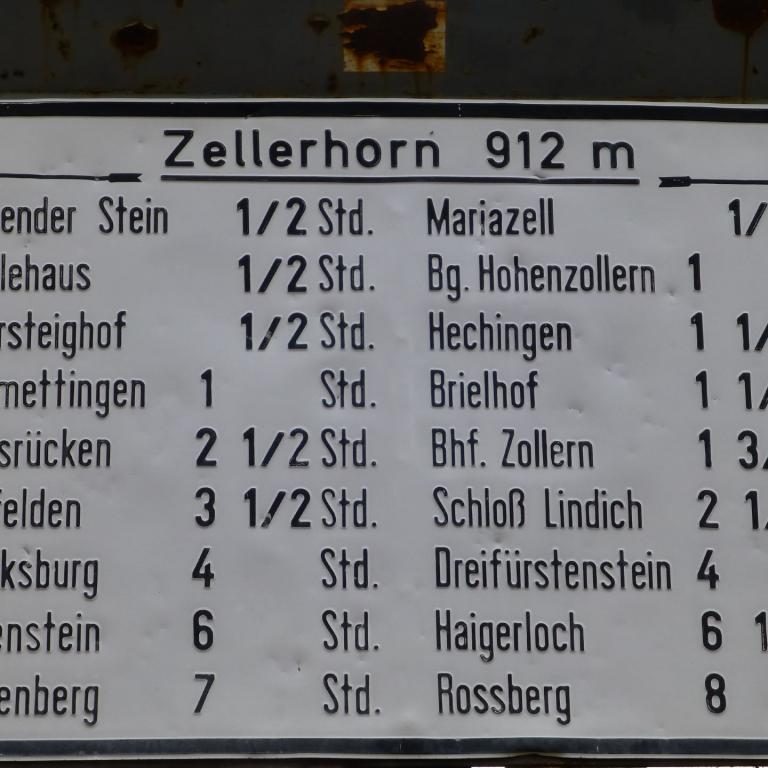 Zellerhorn 912 m
ender Stein 1/2 Std. Mariazell 1/
lehaus 1/2 Std. Bg. Hohenzollern 1
rsteighof 1/2 Std. Hechingen 1 1/
mettingen 1 Std. Brielhof 1 1/
srücken 2 1/2 Std. Bhf. Zollern 1 3/
felden 3 1/2 Std. Schloß Lindich 2 1/
ksburg 4 Std. Dreifürstenstein 4
enstein 6 Std. Haigerloch 6 1
enberg 7 Std. Rossberg 8